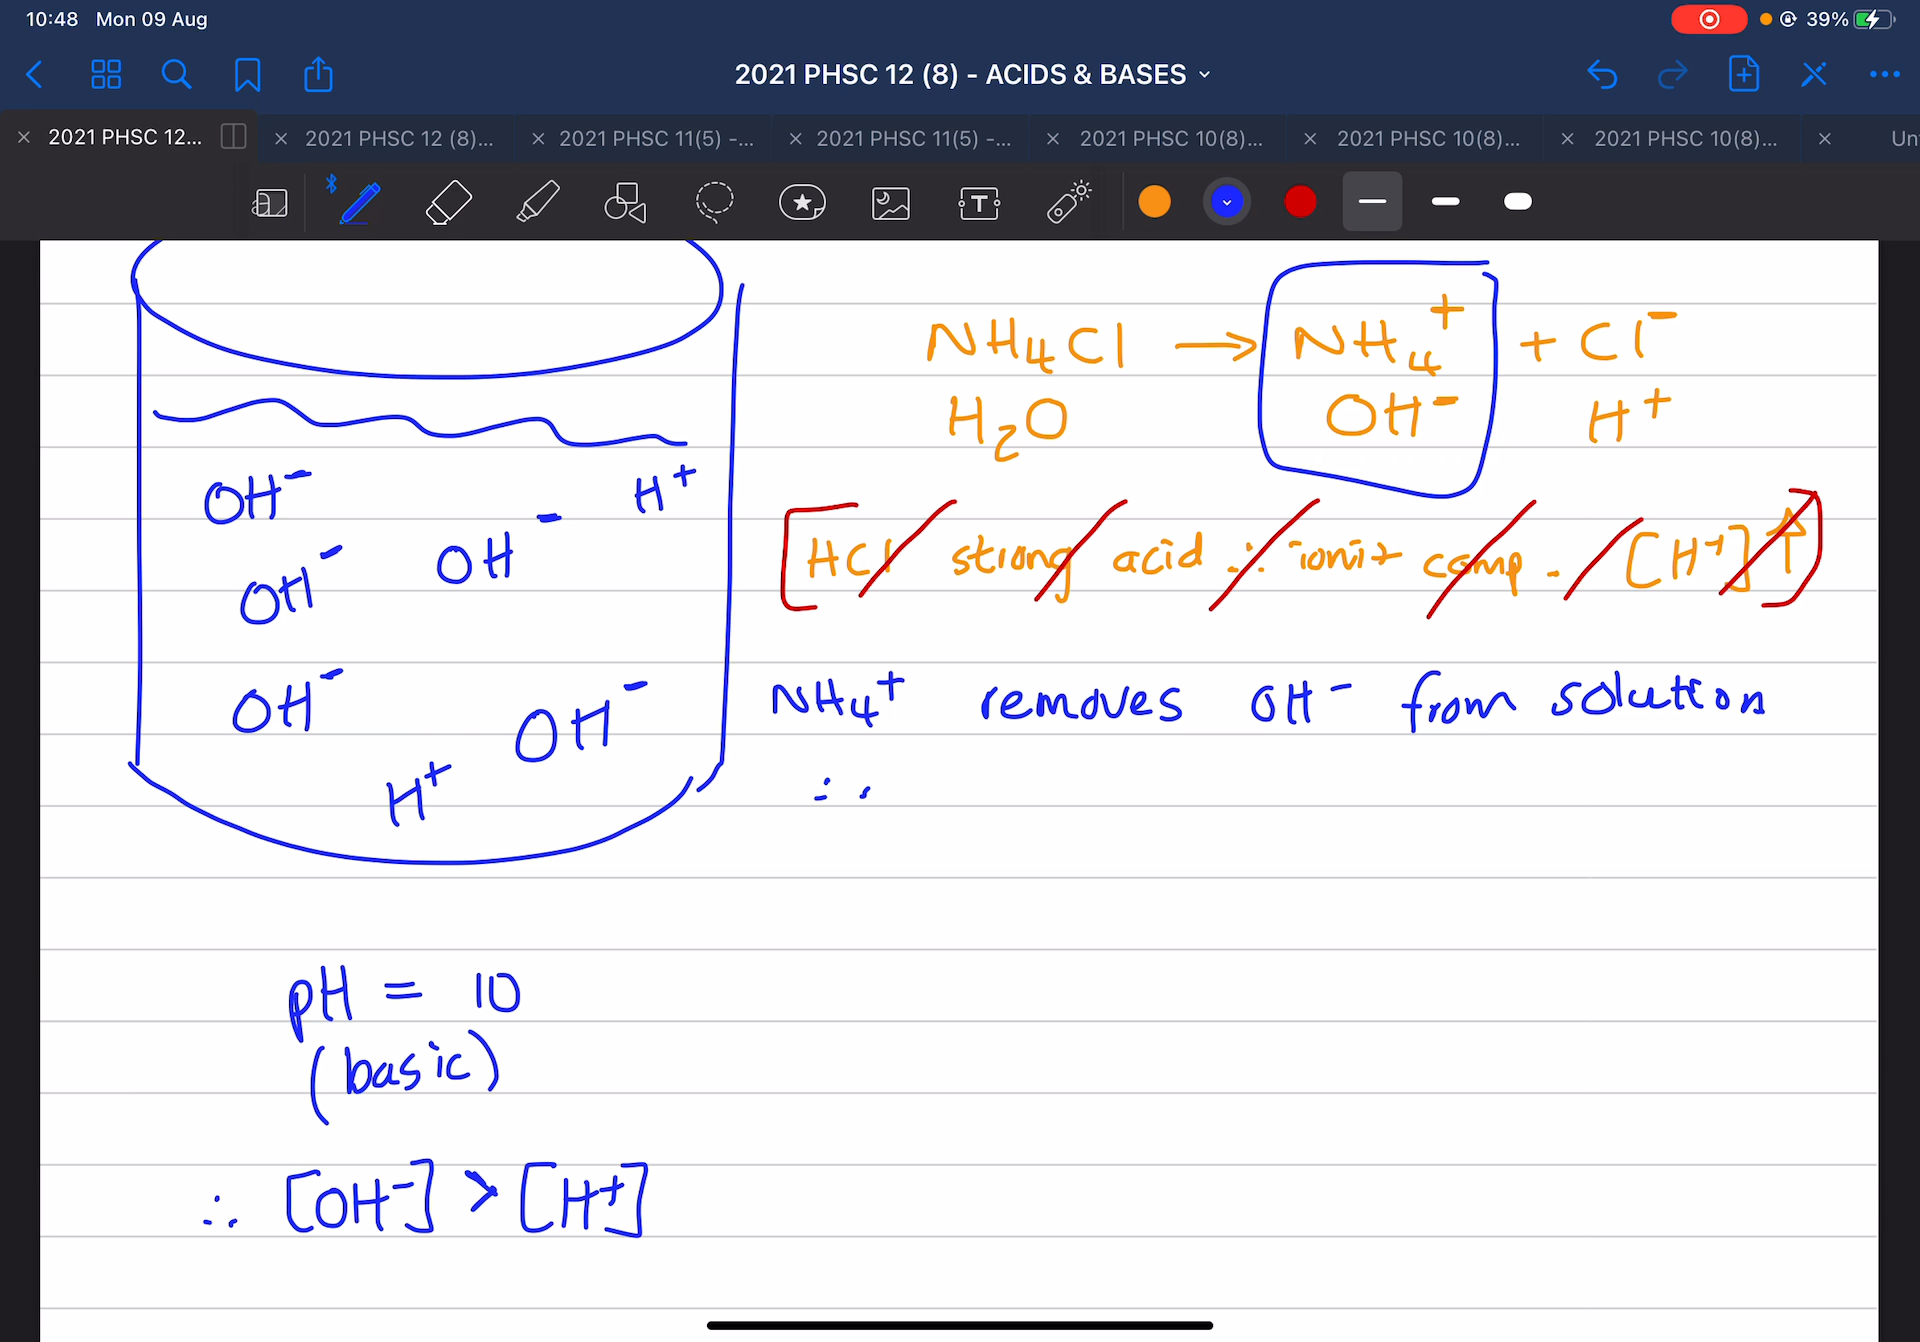 10:48 Mon 09 Aug 39%
2021 PHSC 12 (8) - ACIDS & BASES
2021 PHSC 12... 2021 PHSC 12 (8)... 2021 PHSC 11(5) -... 2021 PHSC 11(5) -... 2021 PHSC 10(8)... 2021 PHSC 10(8)... 2021 PHSC 10(8)... Un
NH₄Cl → NH₄⁺ + Cl⁻
H₂O OH⁻ H⁺
OH⁻ H⁺
OH⁻ OH⁻
[HCl strong acid ∴ ionit comp. [H⁺]↑]
OH⁻ OH⁻
H⁺
NH₄⁺ removes OH⁻ from solution
∴
pH = 10
(basic)
∴ [OH⁻] > [H⁺]